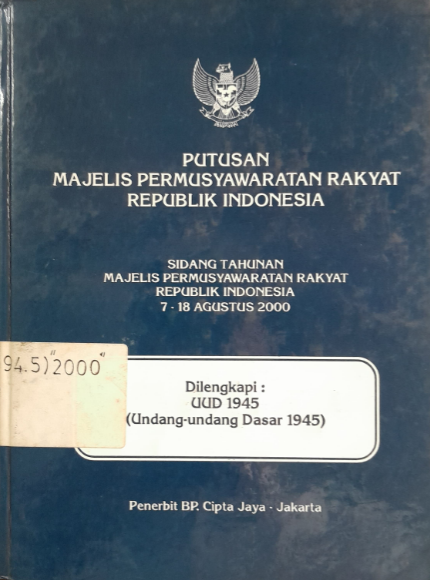 PUTUSAN
MAJELIS PERMUSYAWARATAN RAKYAT
REPUBLIK INDONESIA
SIDANG TAHUNAN
MAJELIS PERMUSYAWARATAN RAKYAT
REPUBLIK INDONESIA
7 - 18 AGUSTUS 2000
94.5)"2000"
Dilengkapi :
UUD 1945
(Undang-undang Dasar 1945)
Penerbit BP. Cipta Jaya - Jakarta